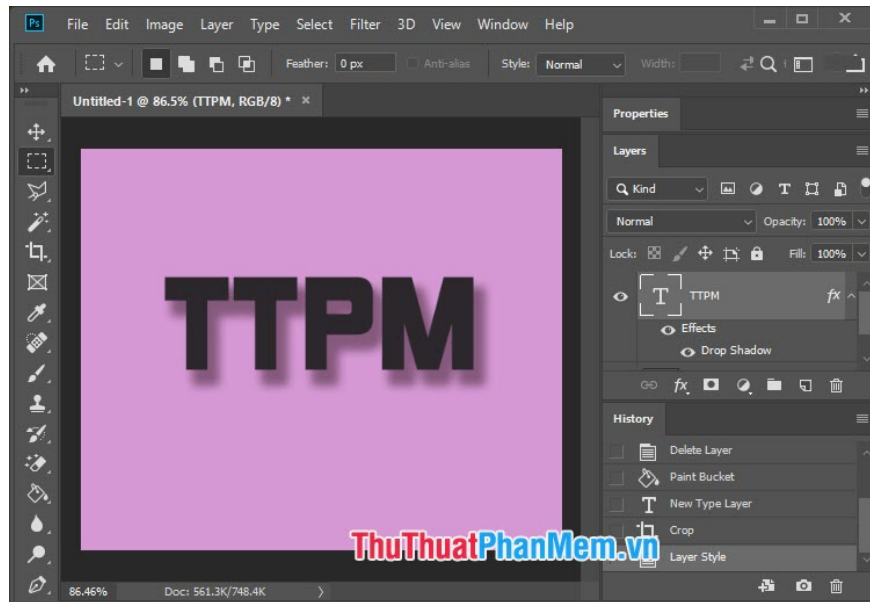 Ps File Edit Image Layer Type Select Filter 3D View Window Help
Feather: 0 px Anti-alias Style: Normal Width:
Untitled-1 @ 86.5% (TTPM, RGB/8) * ×
Properties
Layers
Kind
Normal Opacity: 100%
Lock: Fill: 100%
T TTPM fx
Effects
Drop Shadow
fx
TTPM
History
Delete Layer
Paint Bucket
T New Type Layer
Crop
Layer Style
ThuThuatPhanMem.vn
86.46% Doc: 561.3K/748.4K